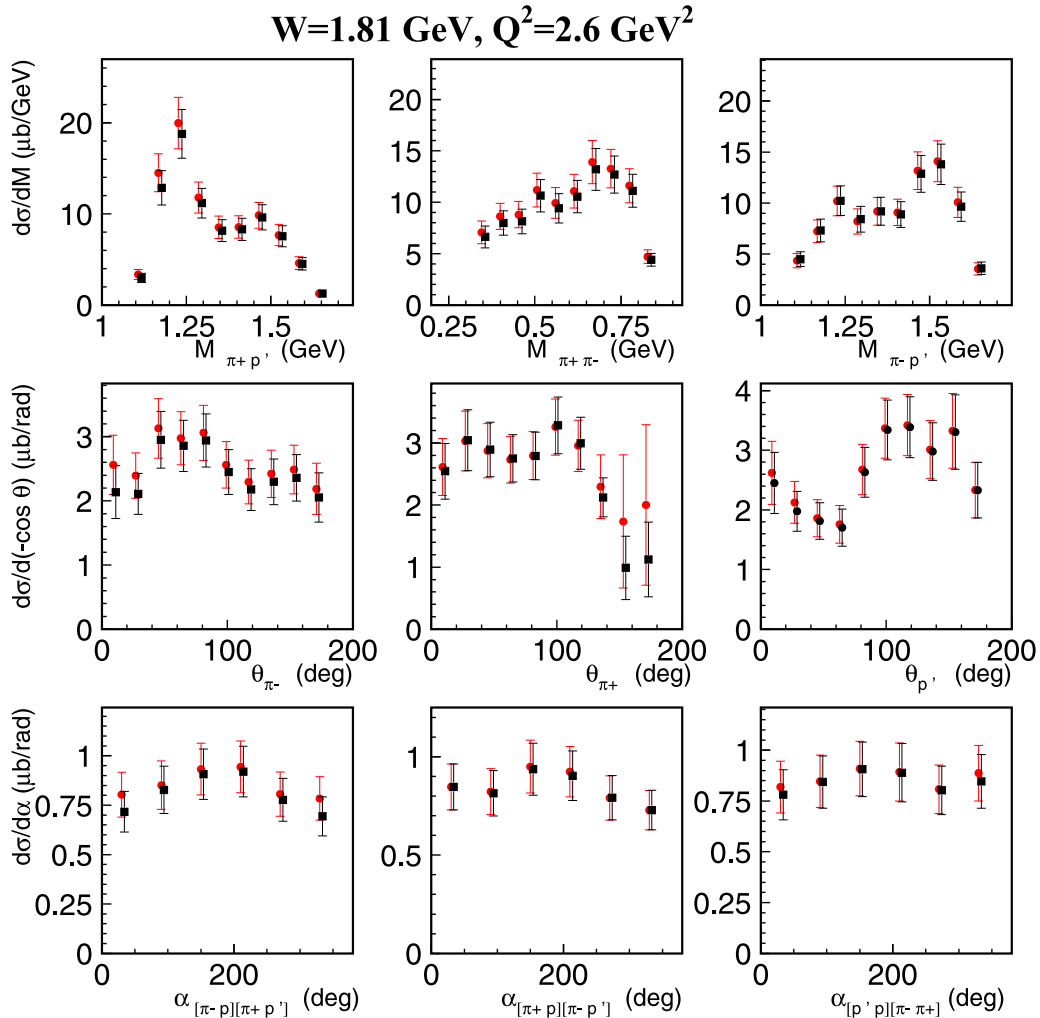 W=1.81 GeV, Q²=2.6 GeV²
dσ/dM (μb/GeV)
0 10 20
1 1.25 1.5
M π+ p' (GeV)
0 5 10 15 20
0.25 0.5 0.75
M π+ π- (GeV)
0 5 10 15 20
1 1.25 1.5
M π- p' (GeV)
dσ/d(-cos θ) (μb/rad)
0 1 2 3
0 100 200
θ π- (deg)
0 1 2 3
0 100 200
θ π+ (deg)
0 1 2 3 4
0 100 200
θ p' (deg)
dσ/dα (μb/rad)
0 0.25 0.5 0.75 1
0 200
α [π- p][π+ p'] (deg)
0 0.5 1
0 200
α [π+ p][π- p'] (deg)
0 0.25 0.5 0.75 1
0 200
α [p' p][π- π+] (deg)